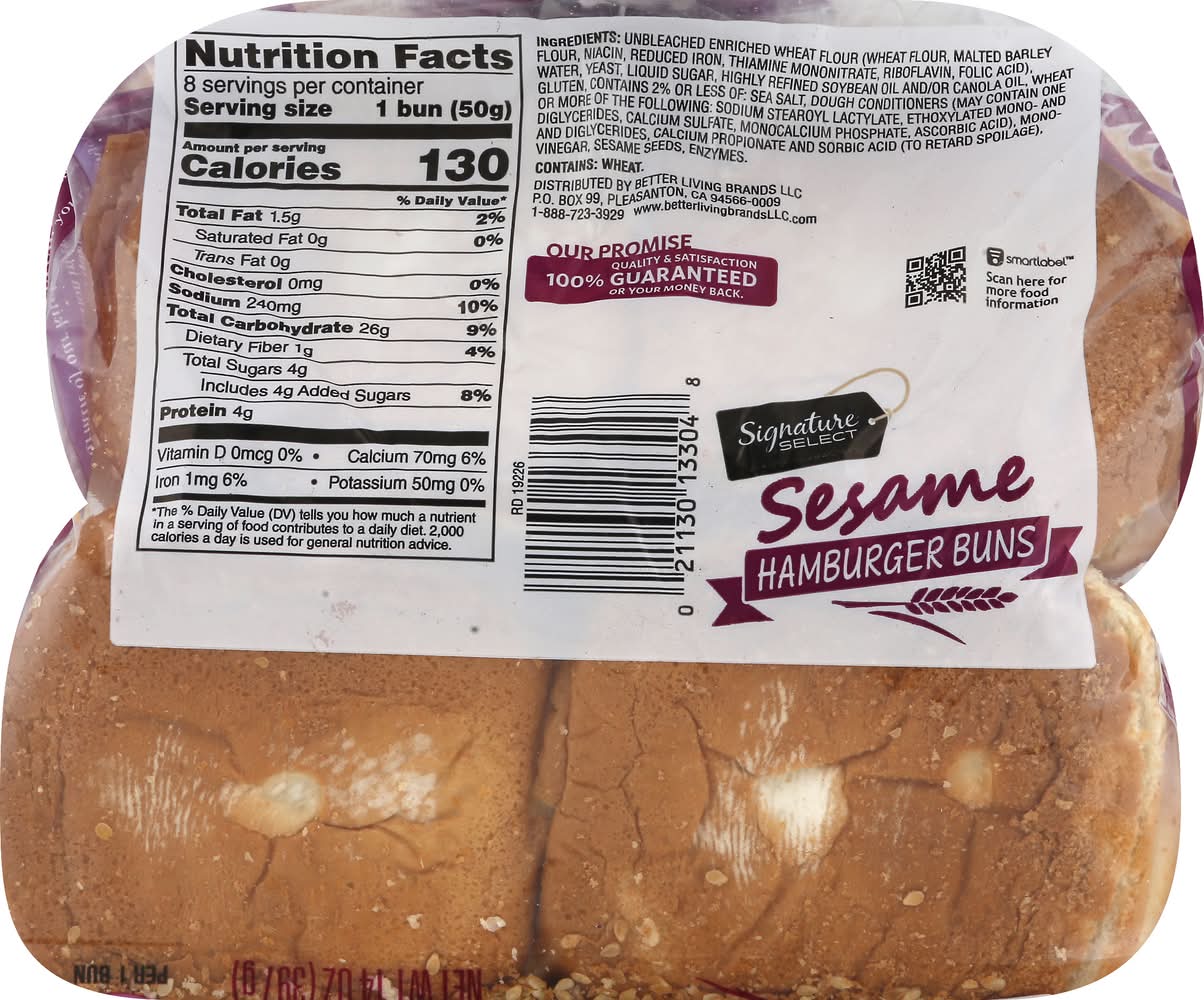 Nutrition Facts
8 servings per container
Serving size 1 bun (50g)
Amount per serving
Calories 130
% Daily Value*
Total Fat 1.5g 2%
Saturated Fat 0g 0%
Trans Fat 0g
Cholesterol 0mg 0%
Sodium 240mg 10%
Total Carbohydrate 26g 9%
Dietary Fiber 1g 4%
Total Sugars 4g
Includes 4g Added Sugars 8%
Protein 4g
Vitamin D 0mcg 0% • Calcium 70mg 6%
Iron 1mg 6% • Potassium 50mg 0%
*The % Daily Value (DV) tells you how much a nutrient
in a serving of food contributes to a daily diet. 2,000
calories a day is used for general nutrition advice.
INGREDIENTS: UNBLEACHED ENRICHED WHEAT FLOUR (WHEAT FLOUR, MALTED BARLEY
FLOUR, NIACIN, REDUCED IRON, THIAMINE MONONITRATE, RIBOFLAVIN, FOLIC ACID),
WATER, YEAST, LIQUID SUGAR, HIGHLY REFINED SOYBEAN OIL AND/OR CANOLA OIL, WHEAT
GLUTEN, CONTAINS 2% OR LESS OF: SEA SALT, DOUGH CONDITIONERS (MAY CONTAIN ONE
OR MORE OF THE FOLLOWING: SODIUM STEAROYL LACTYLATE, ETHOXYLATED MONO- AND
DIGLYCERIDES, CALCIUM SULFATE, MONOCALCIUM PHOSPHATE, ASCORBIC ACID), MONO-
AND DIGLYCERIDES, CALCIUM PROPIONATE AND SORBIC ACID (TO RETARD SPOILAGE),
VINEGAR, SESAME SEEDS, ENZYMES.
CONTAINS: WHEAT.
DISTRIBUTED BY BETTER LIVING BRANDS LLC
P.O. BOX 99, PLEASANTON, CA 94566-0009
1-888-723-3929 www.betterlivingbrandsLLC.com
OUR PROMISE
QUALITY & SATISFACTION
100% GUARANTEED
OR YOUR MONEY BACK.
smartlabel™
Scan here for
more food
information
RD 19226
0 21130 13304 8
Signature
SELECT
Sesame
HAMBURGER BUNS
PER 1 BUN
NET WT 14 OZ (397g)